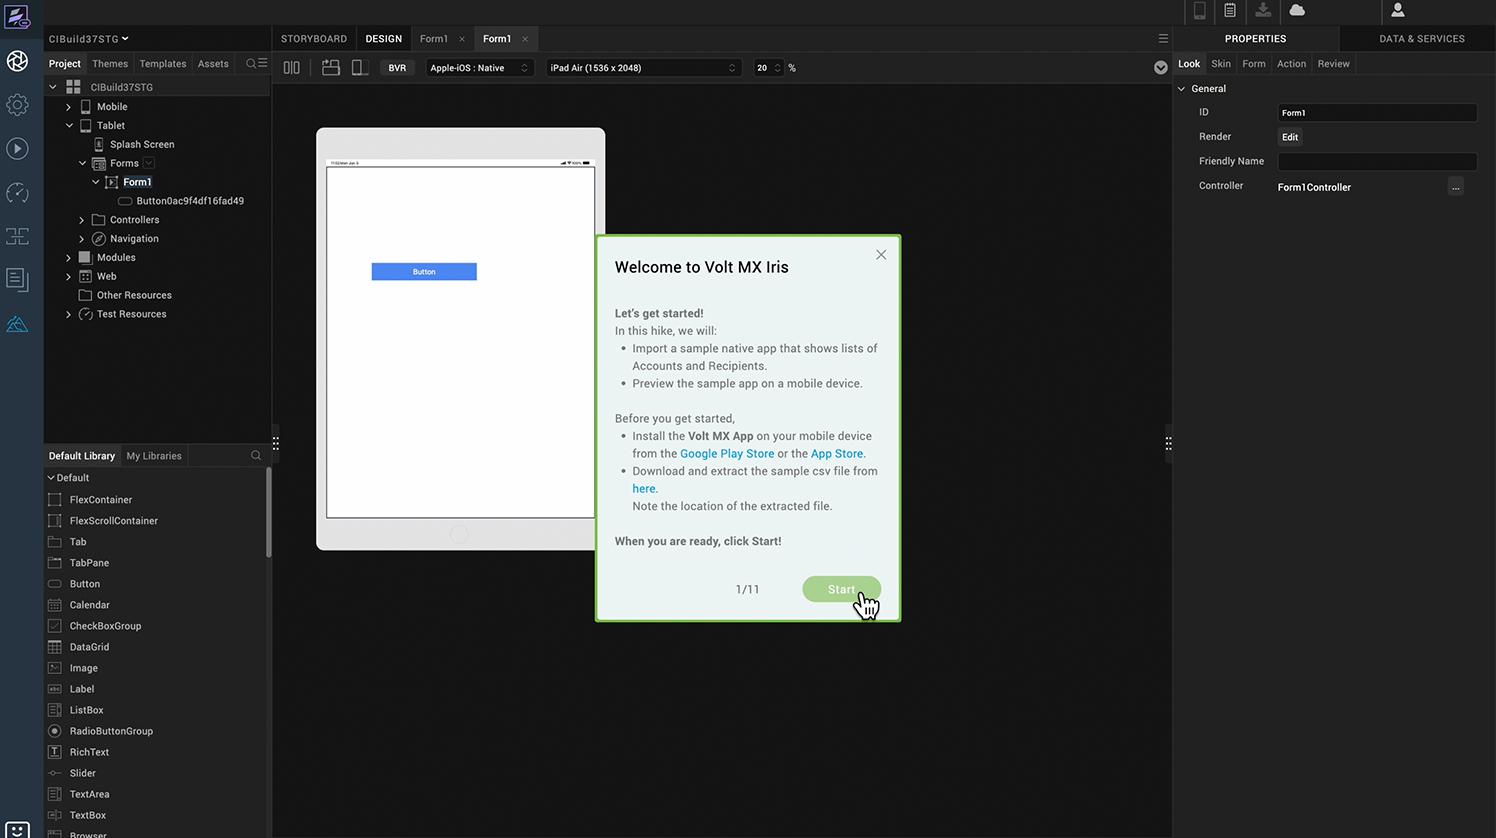 CIBuild37STG
STORYBOARD
DESIGN
Form1
Form1
PROPERTIES
DATA & SERVICES
Project
Themes
Templates
Assets
BVR
Apple-iOS : Native
iPad Air (1536 x 2048)
20
%
Look
Skin
Form
Action
Review
CIBuild37STG
Mobile
Tablet
Splash Screen
Forms
Form1
Button0ac9f4df16fad49
Controllers
Navigation
Modules
Web
Other Resources
Test Resources
General
ID
Form1
Render
Edit
Friendly Name
Controller
Form1Controller
...
100%
Button
Welcome to Volt MX Iris
Let's get started!
In this hike, we will:
• Import a sample native app that shows lists of
Accounts and Recipients.
• Preview the sample app on a mobile device.
Before you get started,
• Install the Volt MX App on your mobile device
from the Google Play Store or the App Store.
• Download and extract the sample csv file from
here.
Note the location of the extracted file.
When you are ready, click Start!
1/11
Start
Default Library
My Libraries
Default
FlexContainer
FlexScrollContainer
Tab
TabPane
Button
Calendar
CheckBoxGroup
DataGrid
Image
Label
ListBox
RadioButtonGroup
RichText
Slider
TextArea
TextBox
Browser